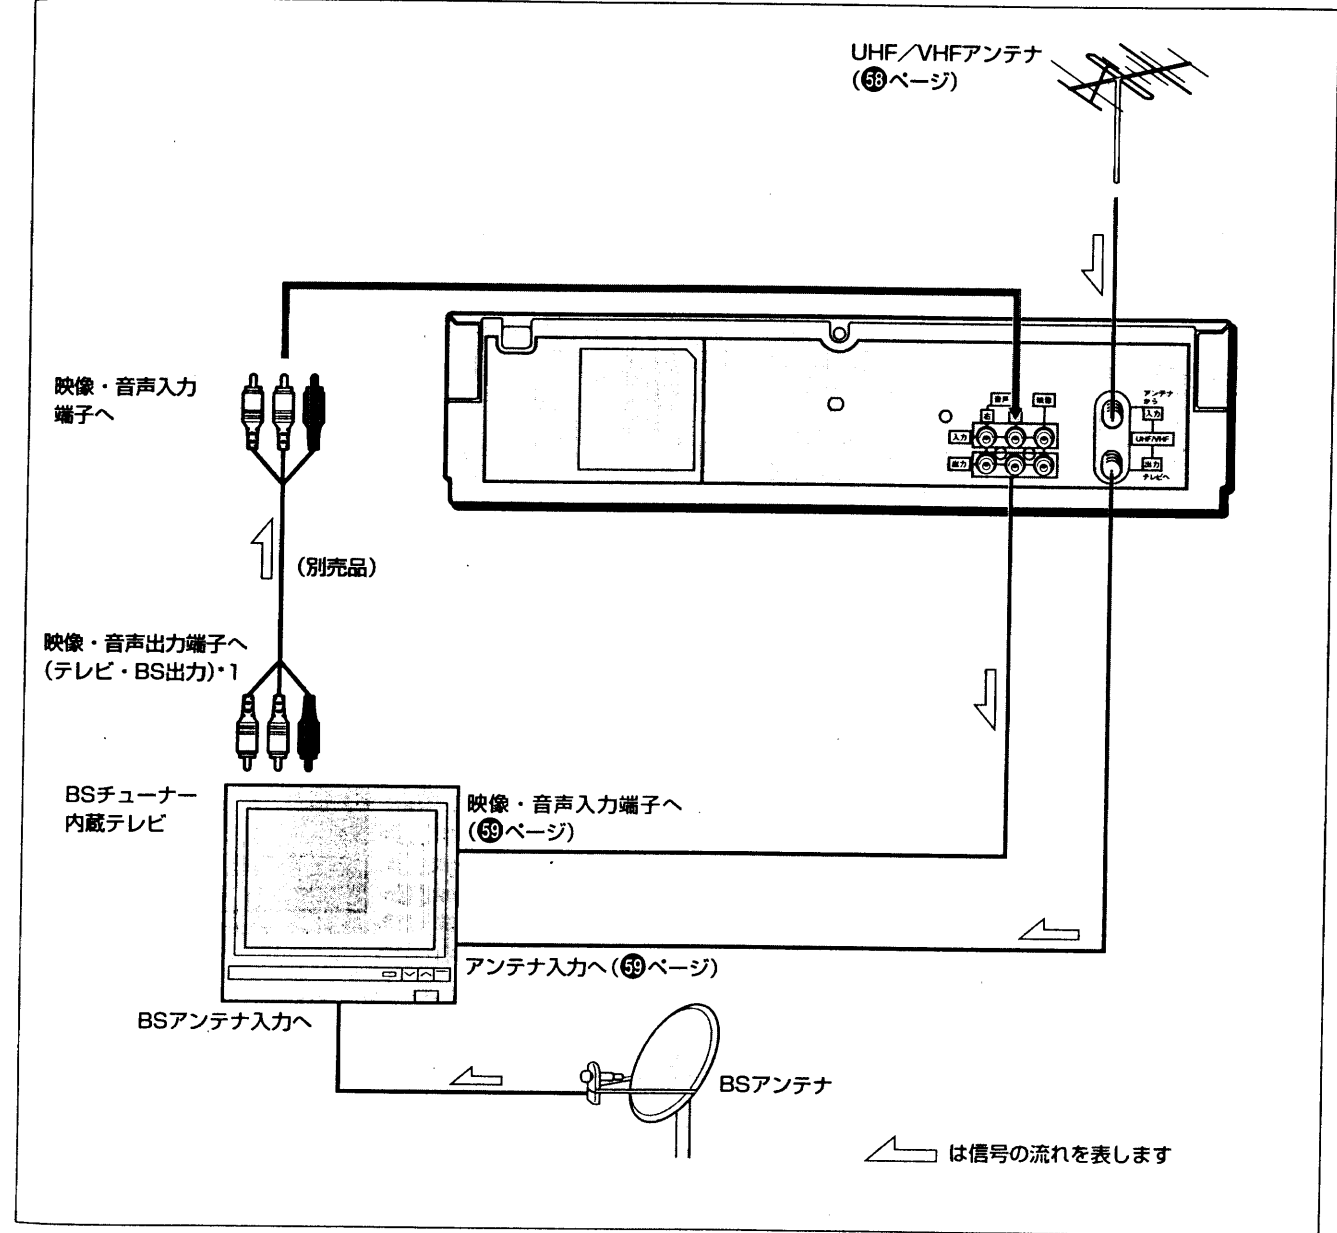 UHF/VHFアンテナ
(58ページ)
映像・音声入力
端子へ
音声
映像
右
入力
出力
アンテナ
から
入力
UHF/VHF
出力
テレビへ
(別売品)
映像・音声出力端子へ
(テレビ・BS出力)*1
BSチューナー
内蔵テレビ
映像・音声入力端子へ
(59ページ)
アンテナ入力へ(59ページ)
BSアンテナ入力へ
BSアンテナ
は信号の流れを表します